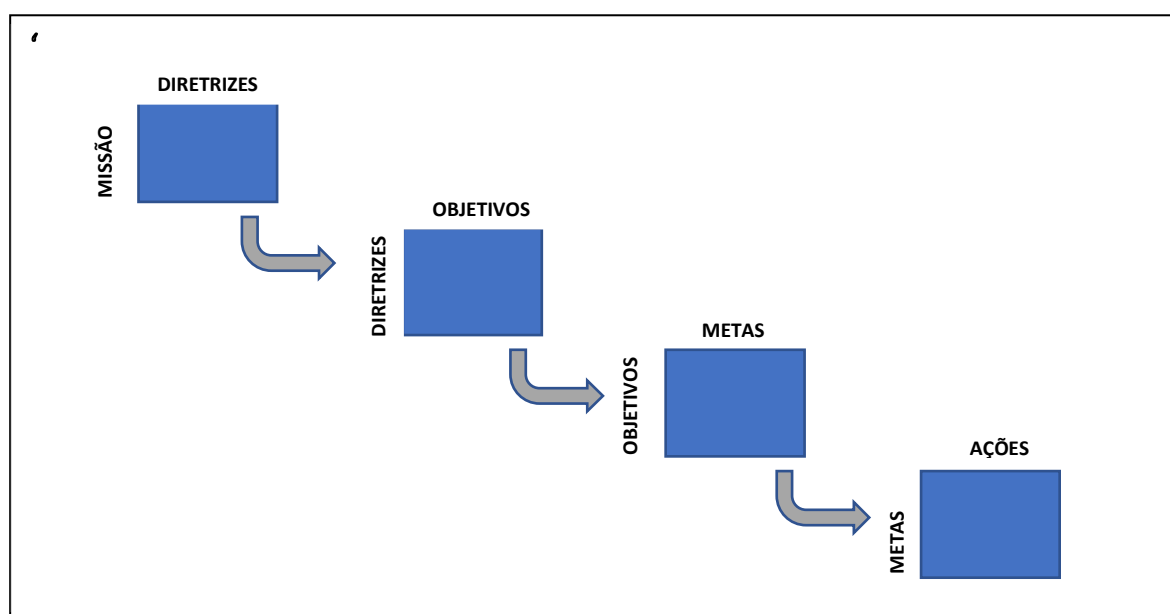 ‘
DIRETRIZES
MISSÃO
OBJETIVOS
DIRETRIZES
METAS
OBJETIVOS
AÇÕES
METAS